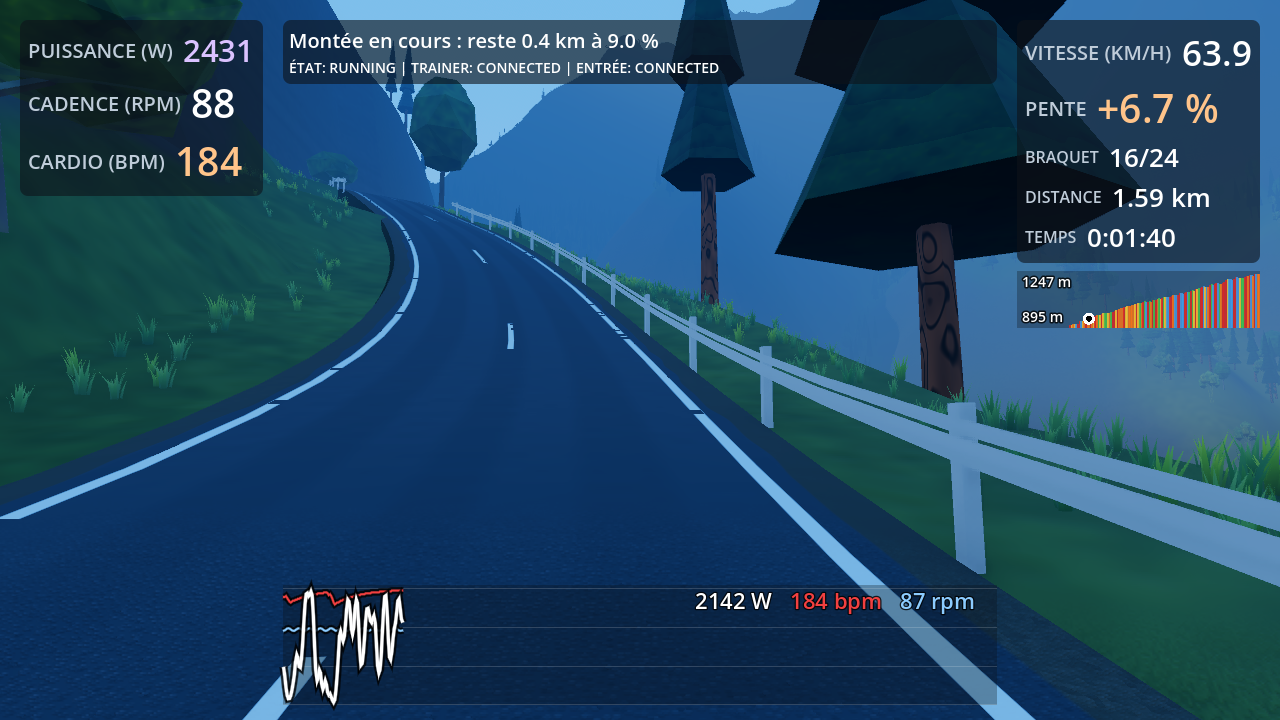 PUISSANCE (W) 2431
CADENCE (RPM) 88
CARDIO (BPM) 184
Montée en cours : reste 0.4 km à 9.0 %
ÉTAT: RUNNING | TRAINER: CONNECTED | ENTRÉE: CONNECTED
VITESSE (KM/H) 63.9
PENTE +6.7 %
BRAQUET 16/24
DISTANCE 1.59 km
TEMPS 0:01:40
1247 m
895 m
2142 W 184 bpm 87 rpm